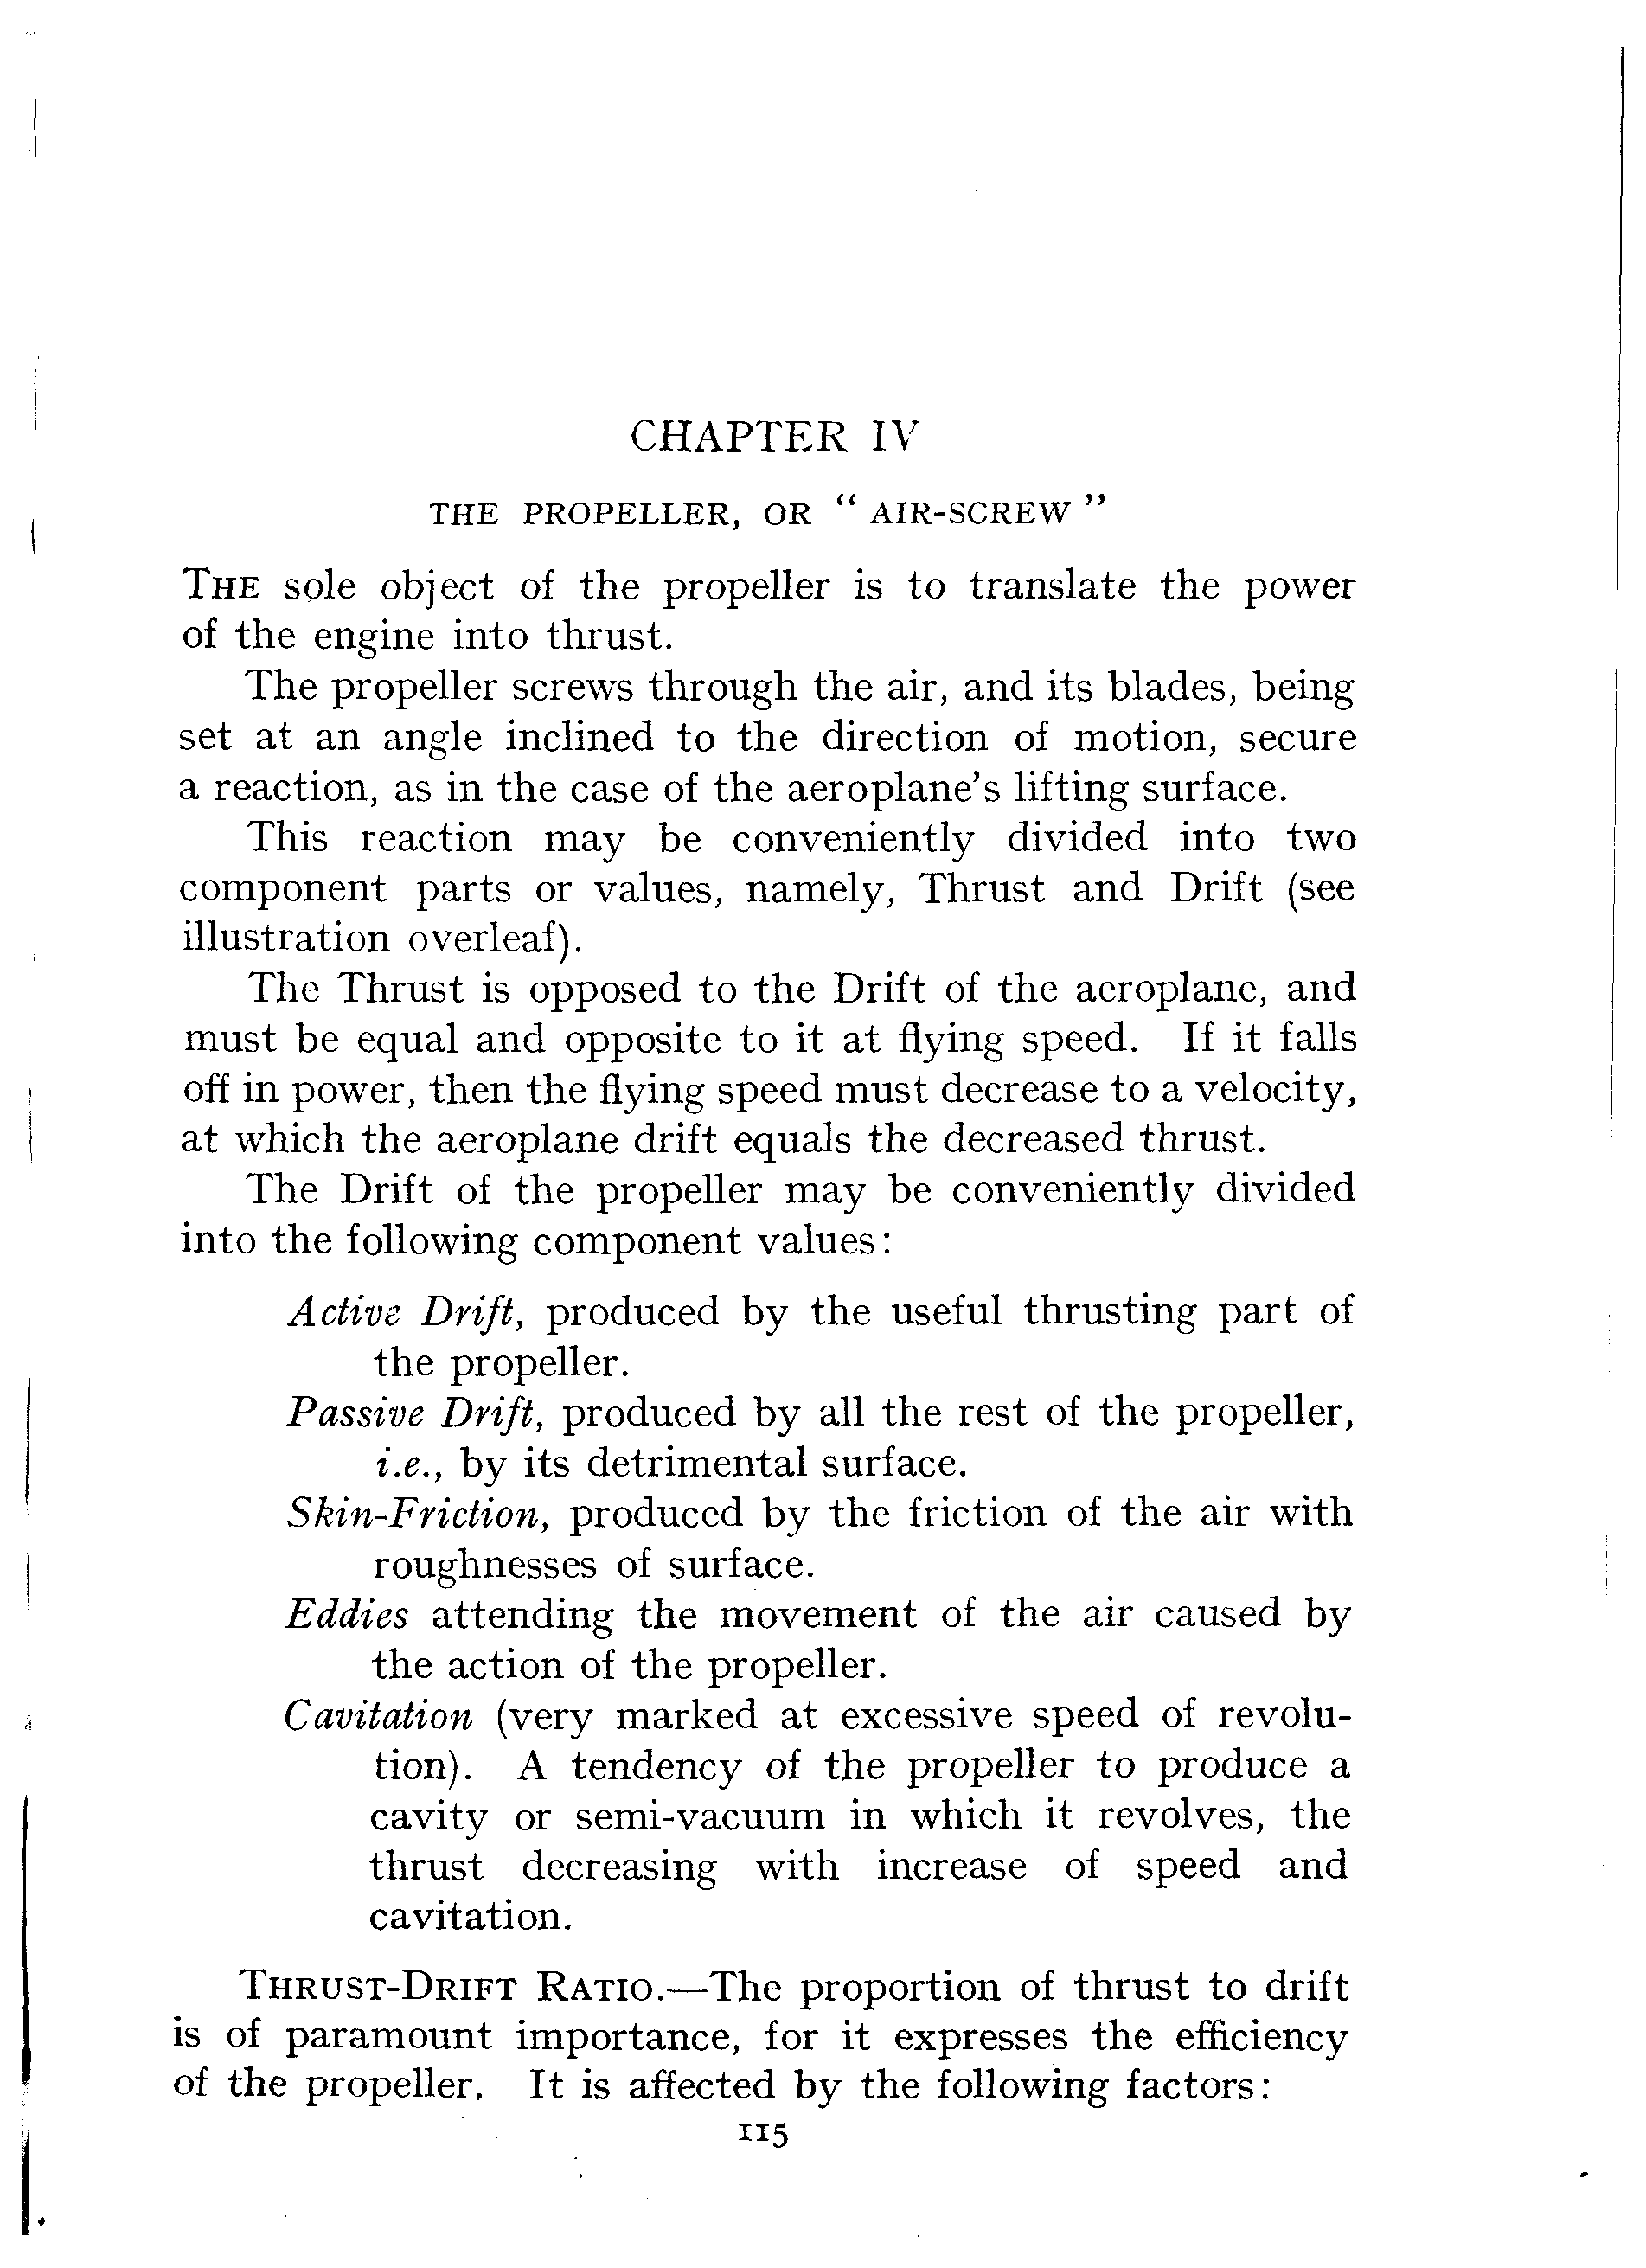 CHAPTER IV
THE PROPELLER, OR “ AIR-SCREW ”
THE sole object of the propeller is to translate the power
of the engine into thrust.
The propeller screws through the air, and its blades, being
set at an angle inclined to the direction of motion, secure
a reaction, as in the case of the aeroplane's lifting surface.
This reaction may be conveniently divided into two
component parts or values, namely, Thrust and Drift (see
illustration overleaf).
The Thrust is opposed to the Drift of the aeroplane, and
must be equal and opposite to it at flying speed. If it falls
off in power, then the flying speed must decrease to a velocity,
at which the aeroplane drift equals the decreased thrust.
The Drift of the propeller may be conveniently divided
into the following component values:
Active Drift, produced by the useful thrusting part of
the propeller.
Passive Drift, produced by all the rest of the propeller,
i.e., by its detrimental surface.
Skin-Friction, produced by the friction of the air with
roughnesses of surface.
Eddies attending the movement of the air caused by
the action of the propeller.
Cavitation (very marked at excessive speed of revolu-
tion). A tendency of the propeller to produce a
cavity or semi-vacuum in which it revolves, the
thrust decreasing with increase of speed and
cavitation.
THRUST-DRIFT RATIO.—The proportion of thrust to drift
is of paramount importance, for it expresses the efficiency
of the propeller. It is affected by the following factors:
115